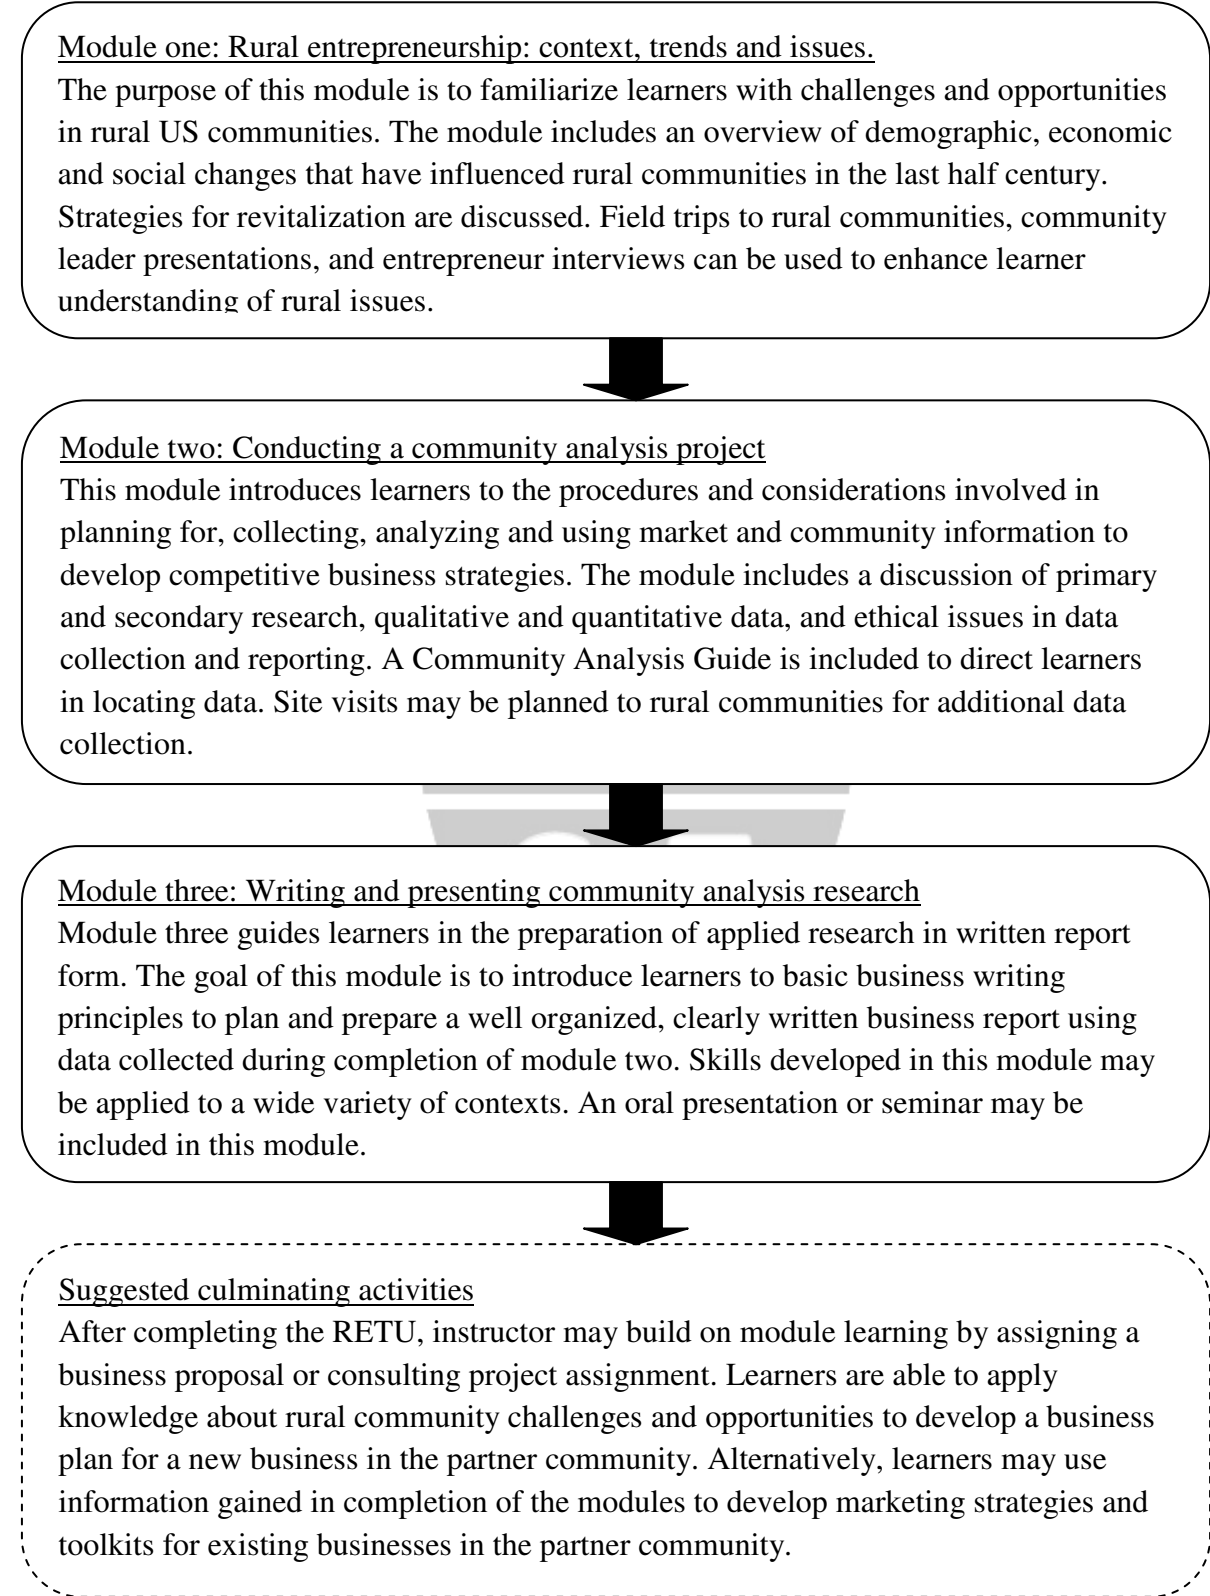 Module one: Rural entrepreneurship: context, trends and issues.
The purpose of this module is to familiarize learners with challenges and opportunities
in rural US communities. The module includes an overview of demographic, economic
and social changes that have influenced rural communities in the last half century.
Strategies for revitalization are discussed. Field trips to rural communities, community
leader presentations, and entrepreneur interviews can be used to enhance learner
understanding of rural issues.
Module two: Conducting a community analysis project
This module introduces learners to the procedures and considerations involved in
planning for, collecting, analyzing and using market and community information to
develop competitive business strategies. The module includes a discussion of primary
and secondary research, qualitative and quantitative data, and ethical issues in data
collection and reporting. A Community Analysis Guide is included to direct learners
in locating data. Site visits may be planned to rural communities for additional data
collection.
Module three: Writing and presenting community analysis research
Module three guides learners in the preparation of applied research in written report
form. The goal of this module is to introduce learners to basic business writing
principles to plan and prepare a well organized, clearly written business report using
data collected during completion of module two. Skills developed in this module may
be applied to a wide variety of contexts. An oral presentation or seminar may be
included in this module.
Suggested culminating activities
After completing the RETU, instructor may build on module learning by assigning a
business proposal or consulting project assignment. Learners are able to apply
knowledge about rural community challenges and opportunities to develop a business
plan for a new business in the partner community. Alternatively, learners may use
information gained in completion of the modules to develop marketing strategies and
toolkits for existing businesses in the partner community.